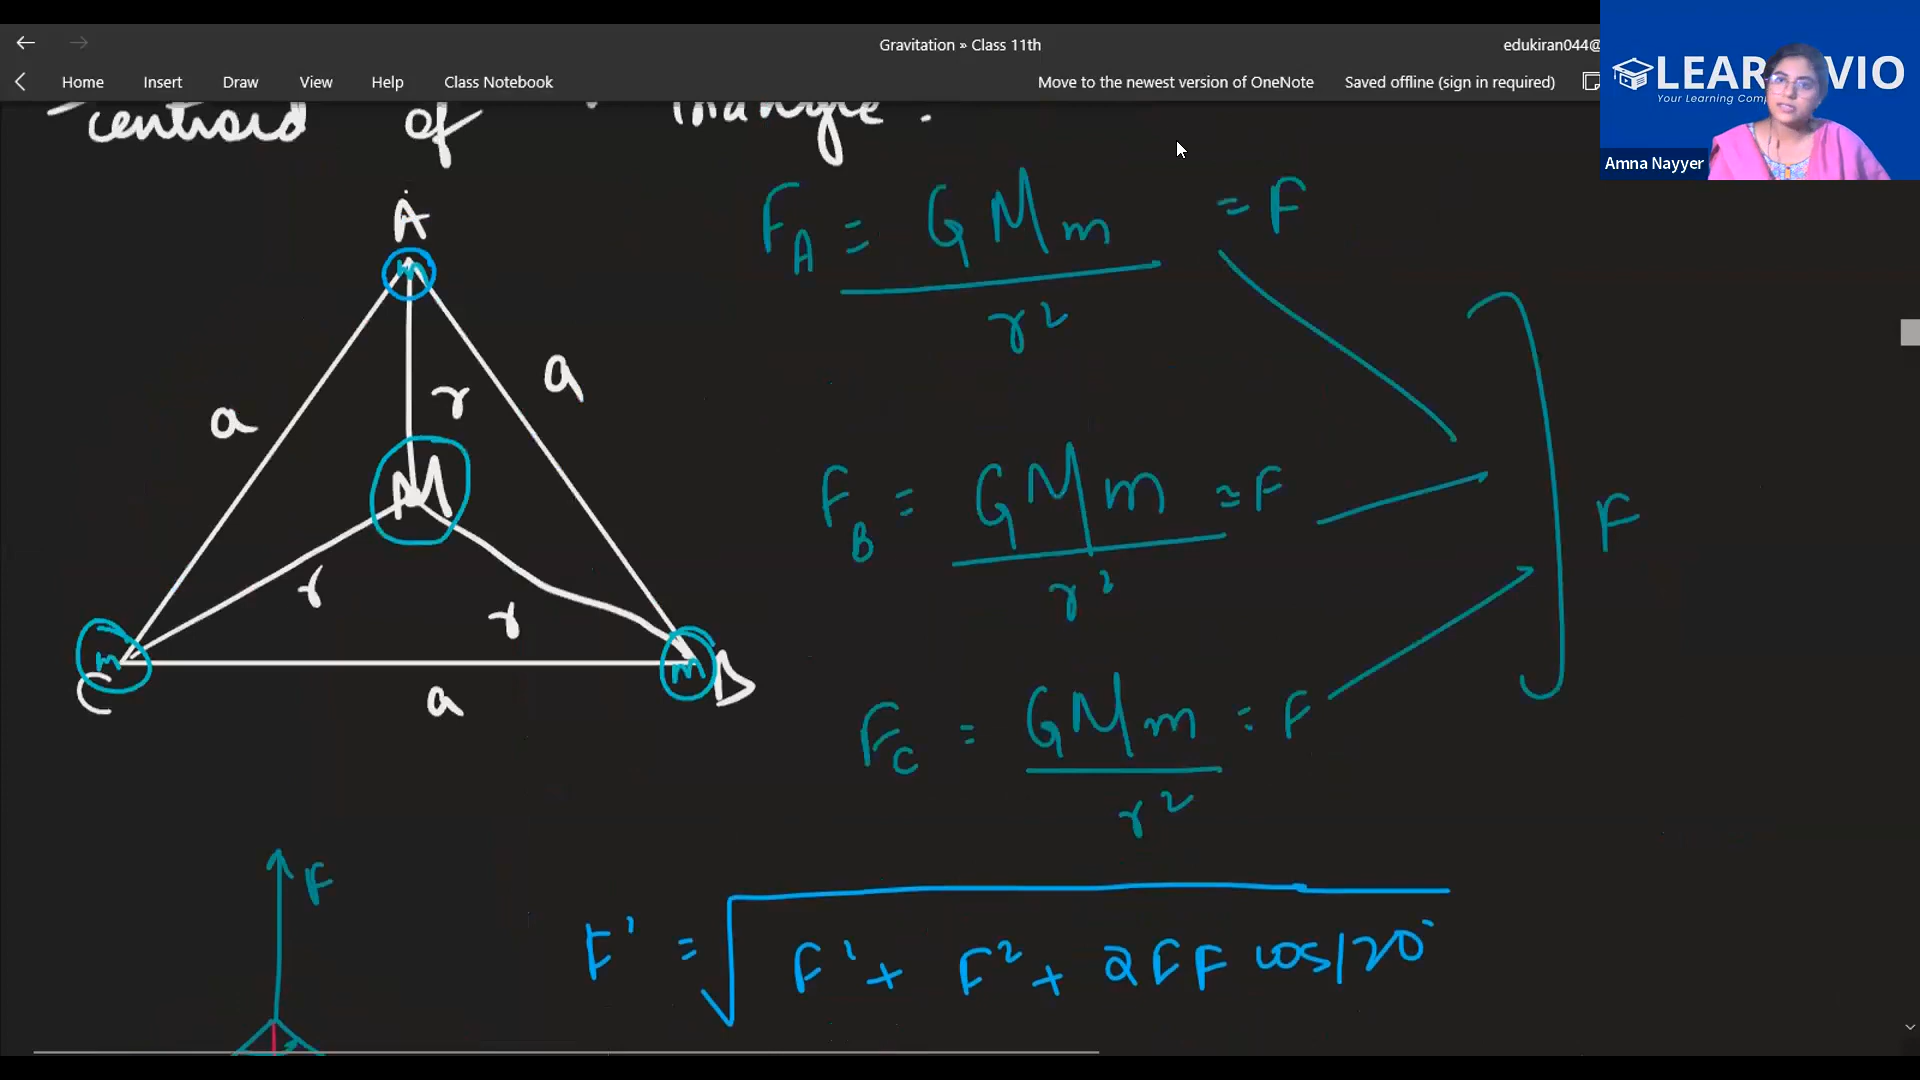 Gravitation » Class 11th
edukiran044@
LEAR VIO
Your Learning Comp
Home Insert Draw View Help Class Notebook
Move to the newest version of OneNote Saved offline (sign in required)
Amna Nayyer
centroid of triangle.
A
m
a
a
r
M
r
r
m
C
m
B
a
F_A = GMm / r² = F
F_B = GMm / r² = F
F_C = GMm / r² = F
F
F
F' = √ F² + F² + 2FF cos120°